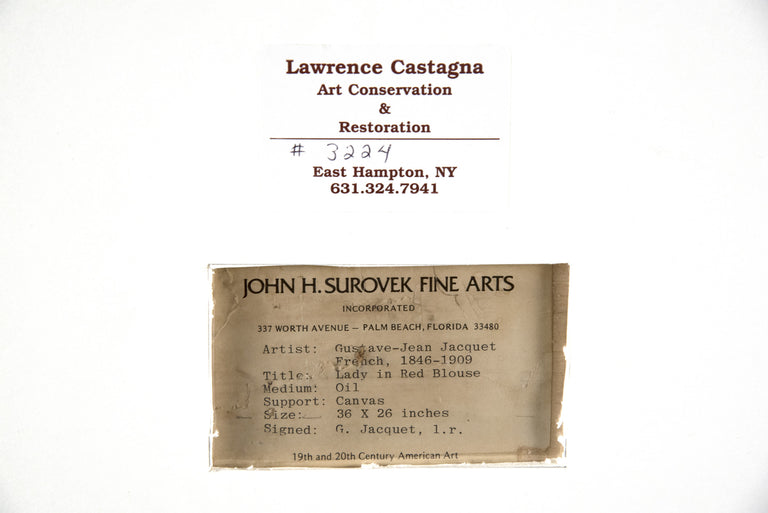 Lawrence Castagna
Art Conservation
&
Restoration
# 3224
East Hampton, NY
631.324.7941
JOHN H. SUROVEK FINE ARTS
INCORPORATED
337 WORTH AVENUE — PALM BEACH, FLORIDA 33480
Artist: Gustave-Jean Jacquet
French, 1846-1909
Title: Lady in Red Blouse
Medium: Oil
Support: Canvas
Size: 36 X 26 inches
Signed: G. Jacquet, l.r.
19th and 20th Century American Art